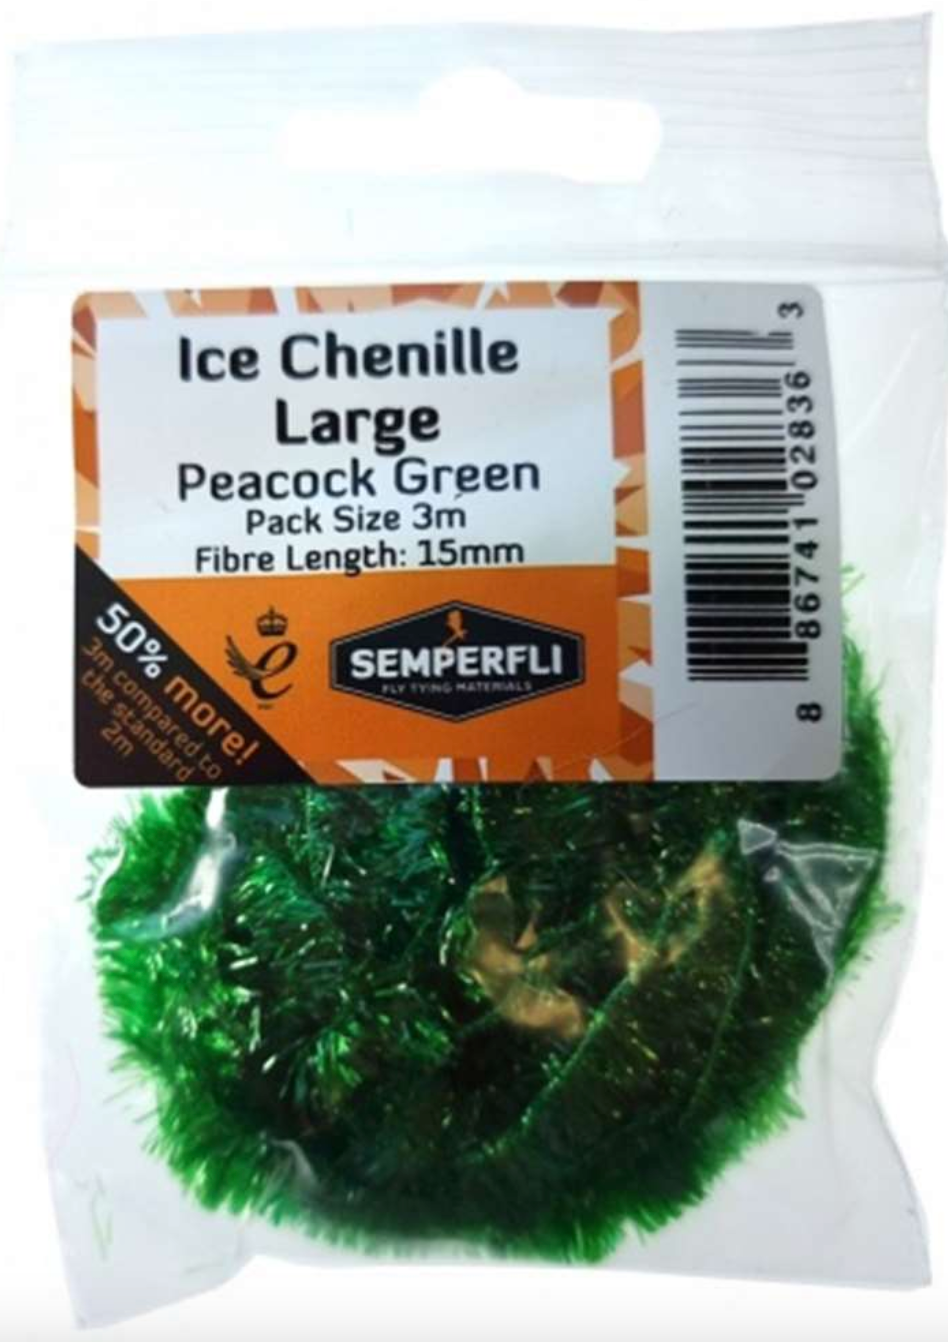 Ice Chenille
Large
Peacock Green
Pack Size 3m
Fibre Length: 15mm
50% more!
3m compared to
the standard
2m
SEMPERFLI
FLY TYING MATERIALS
8 86741 02836 3